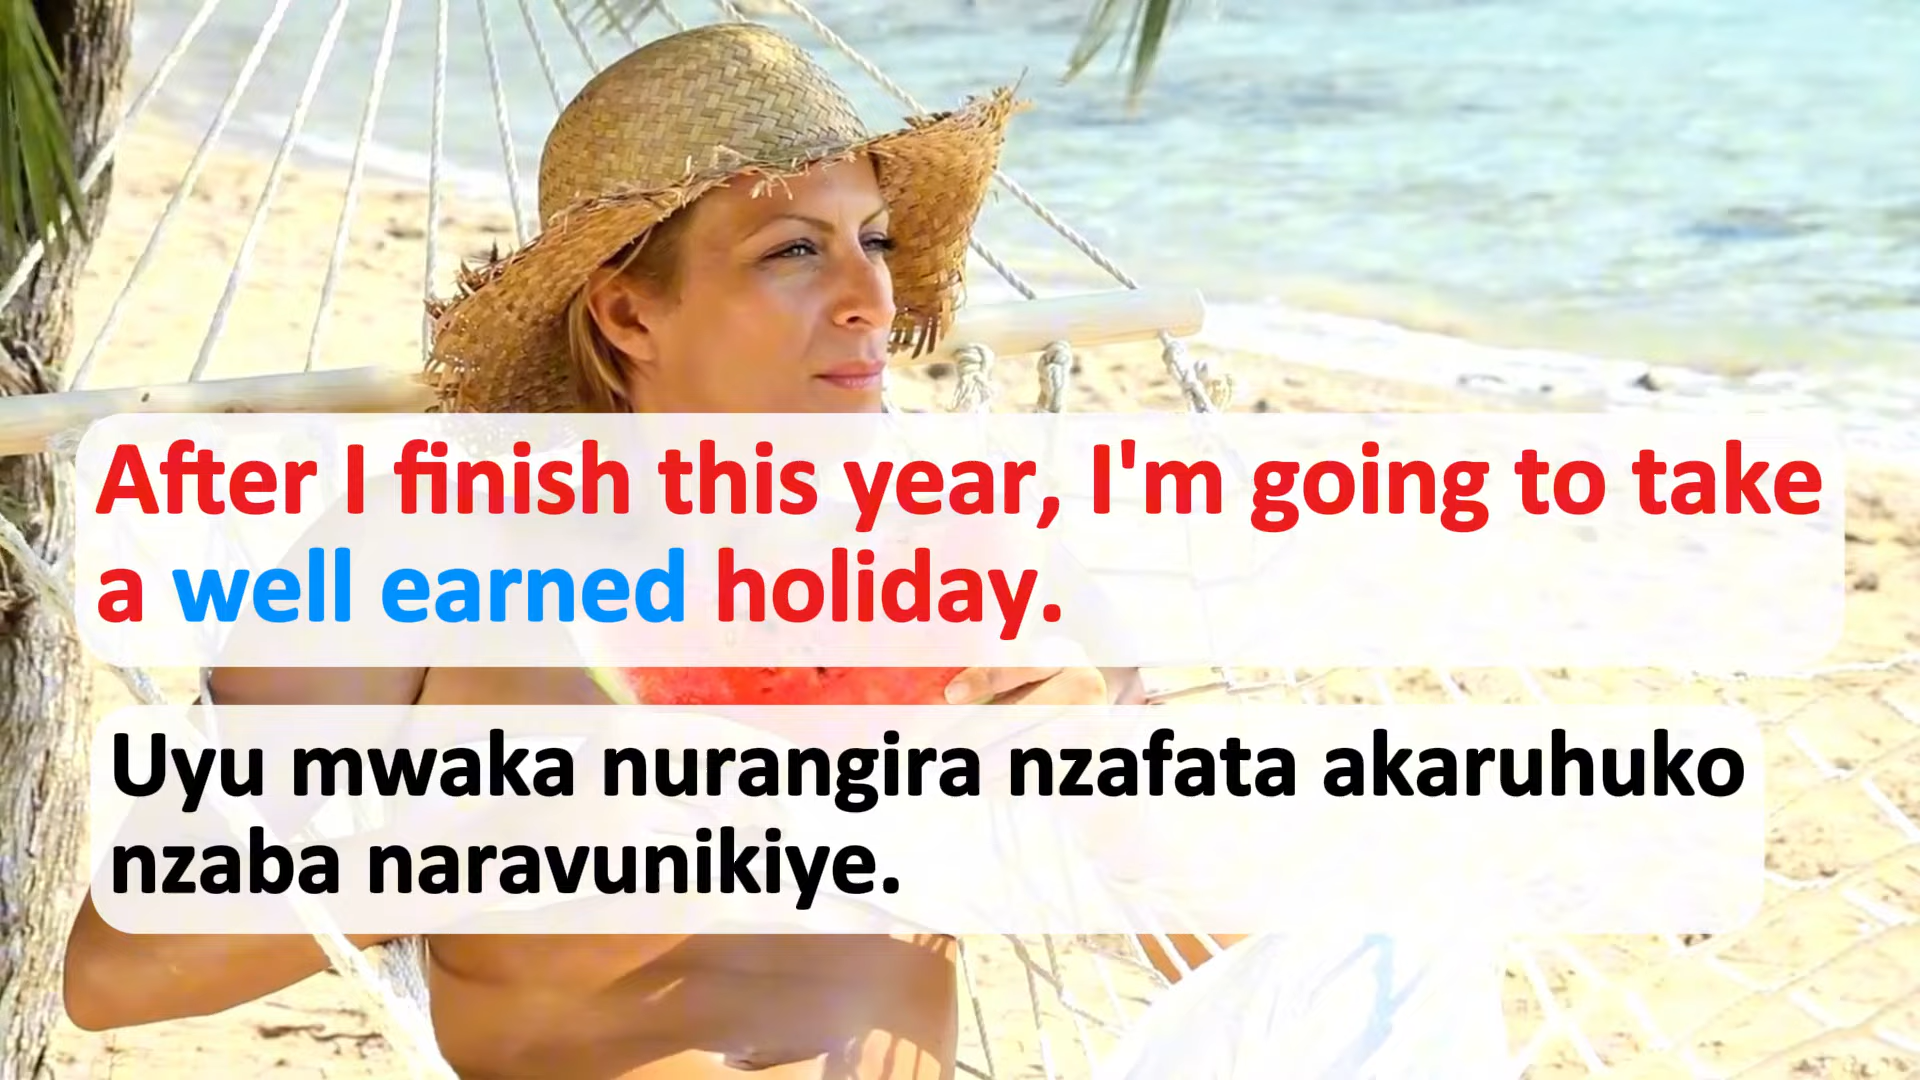 After I finish this year, I'm going to take
a well earned holiday.
Uyu mwaka nurangira nzafata akaruhuko
nzaba naravunikiye.